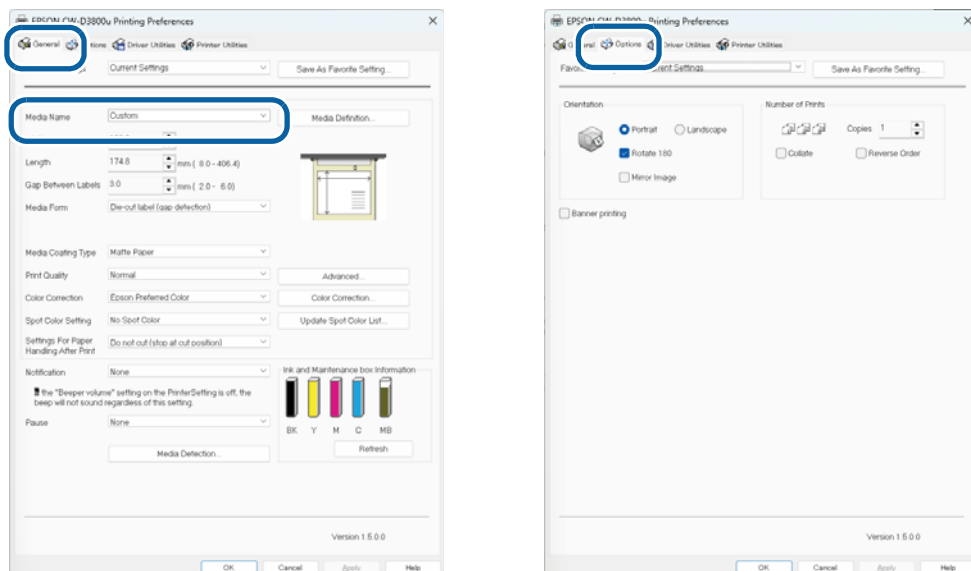 EPSON CW-D3800u Printing Preferences
General
tions
Driver Utilities
Printer Utilities
Current Settings
Save As Favorite Setting...
Media Name
Custom
Media Definition...
Length
174.8
mm ( 8.0 - 406.4)
Gap Between Labels
3.0
mm ( 2.0 - 6.0)
Media Form
Die-cut label (gap detection)
Media Coating Type
Matte Paper
Print Quality
Normal
Advanced...
Color Correction
Epson Preferred Color
Color Correction...
Spot Color Setting
No Spot Color
Update Spot Color List...
Settings For Paper
Handling After Print
Do not cut (stop at cut position)
Notification
None
If the "Beeper volume" setting on the PrinterSetting is off, the
beep will not sound regardless of this setting.
Pause
None
Media Detection...
Ink and Maintenance box Information
BK Y M C MB
Refresh
Version 1.5.0.0
OK
Cancel
Apply
Help
EPSON CW-D3800u Printing Preferences
Options
Driver Utilities
Printer Utilities
Current Settings
Save As Favorite Setting...
Orientation
Portrait
Landscape
Rotate 180
Mirror Image
Number of Prints
Copies 1
Collate
Reverse Order
Banner printing
Version 1.5.0.0
OK
Cancel
Apply
Help